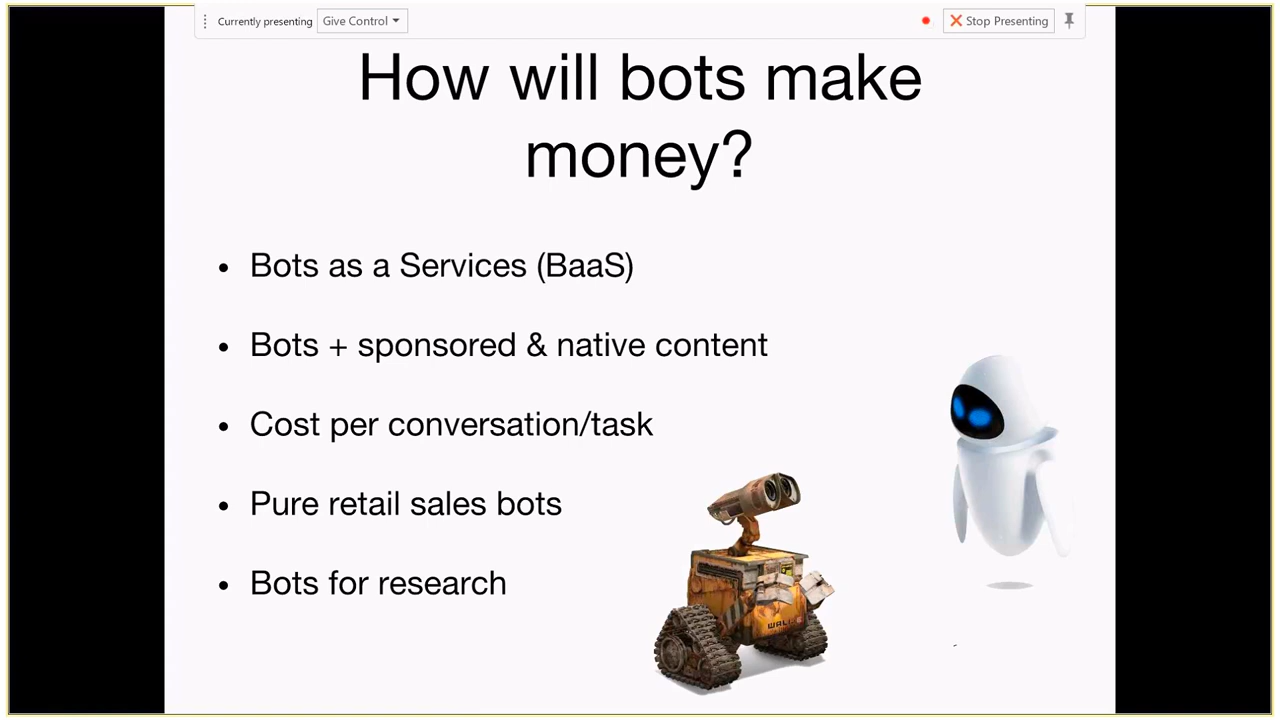 Currently presenting Give Control Stop Presenting
How will bots make
money?
• Bots as a Services (BaaS)
• Bots + sponsored & native content
• Cost per conversation/task
• Pure retail sales bots
• Bots for research
WALL